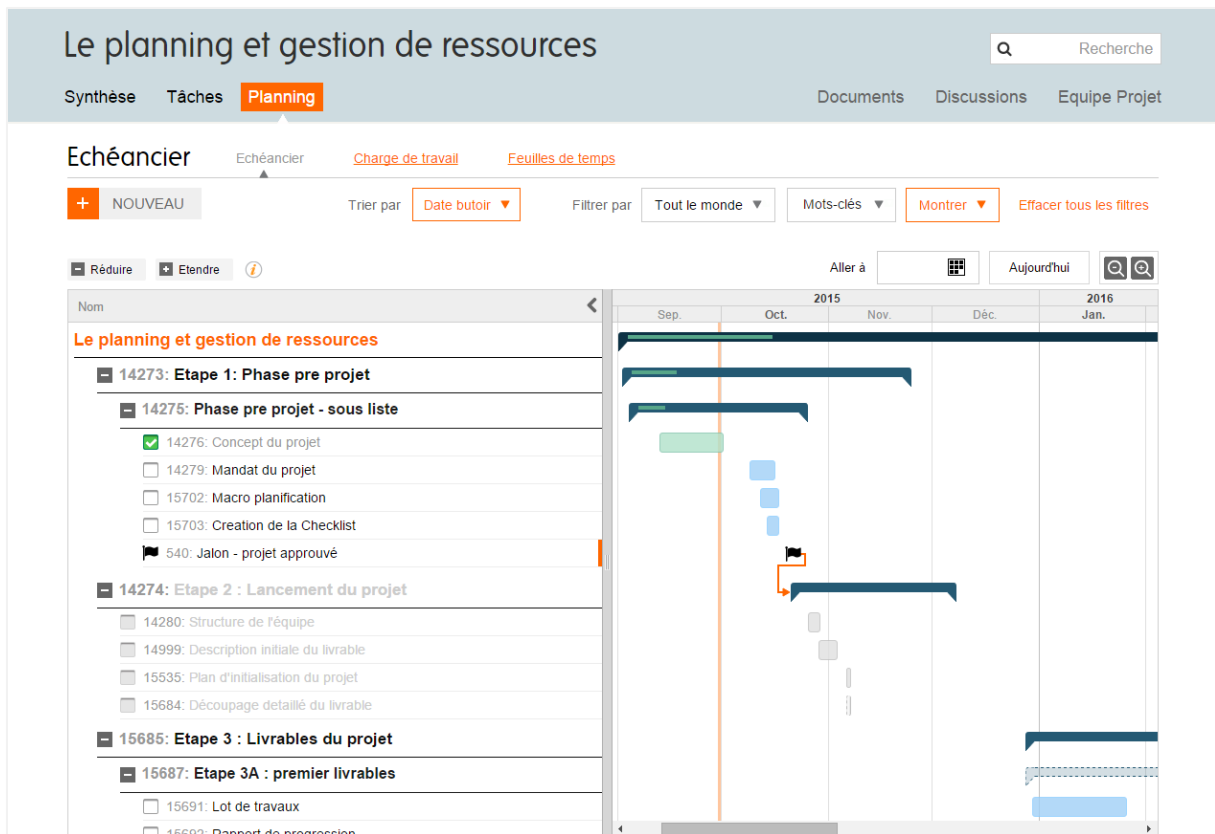 Le planning et gestion de ressources
Recherche
Synthèse Tâches Planning Documents Discussions Equipe Projet
Echéancier Echéancier Charge de travail Feuilles de temps
+ NOUVEAU Trier par Date butoir ▼ Filtrer par Tout le monde ▼ Mots-clés ▼ Montrer ▼ Effacer tous les filtres
Réduire Etendre i Aller à Aujourd'hui
Nom
2015 2016
Sep. Oct. Nov. Déc. Jan.
Le planning et gestion de ressources
14273: Etape 1: Phase pre projet
14275: Phase pre projet - sous liste
14276: Concept du projet
14279: Mandat du projet
15702: Macro planification
15703: Creation de la Checklist
540: Jalon - projet approuvé
14274: Etape 2 : Lancement du projet
14280: Structure de l'équipe
14999: Description initiale du livrable
15535: Plan d'initialisation du projet
15684: Découpage detaillé du livrable
15685: Etape 3 : Livrables du projet
15687: Etape 3A : premier livrables
15691: Lot de travaux
15692: Rapport de progression